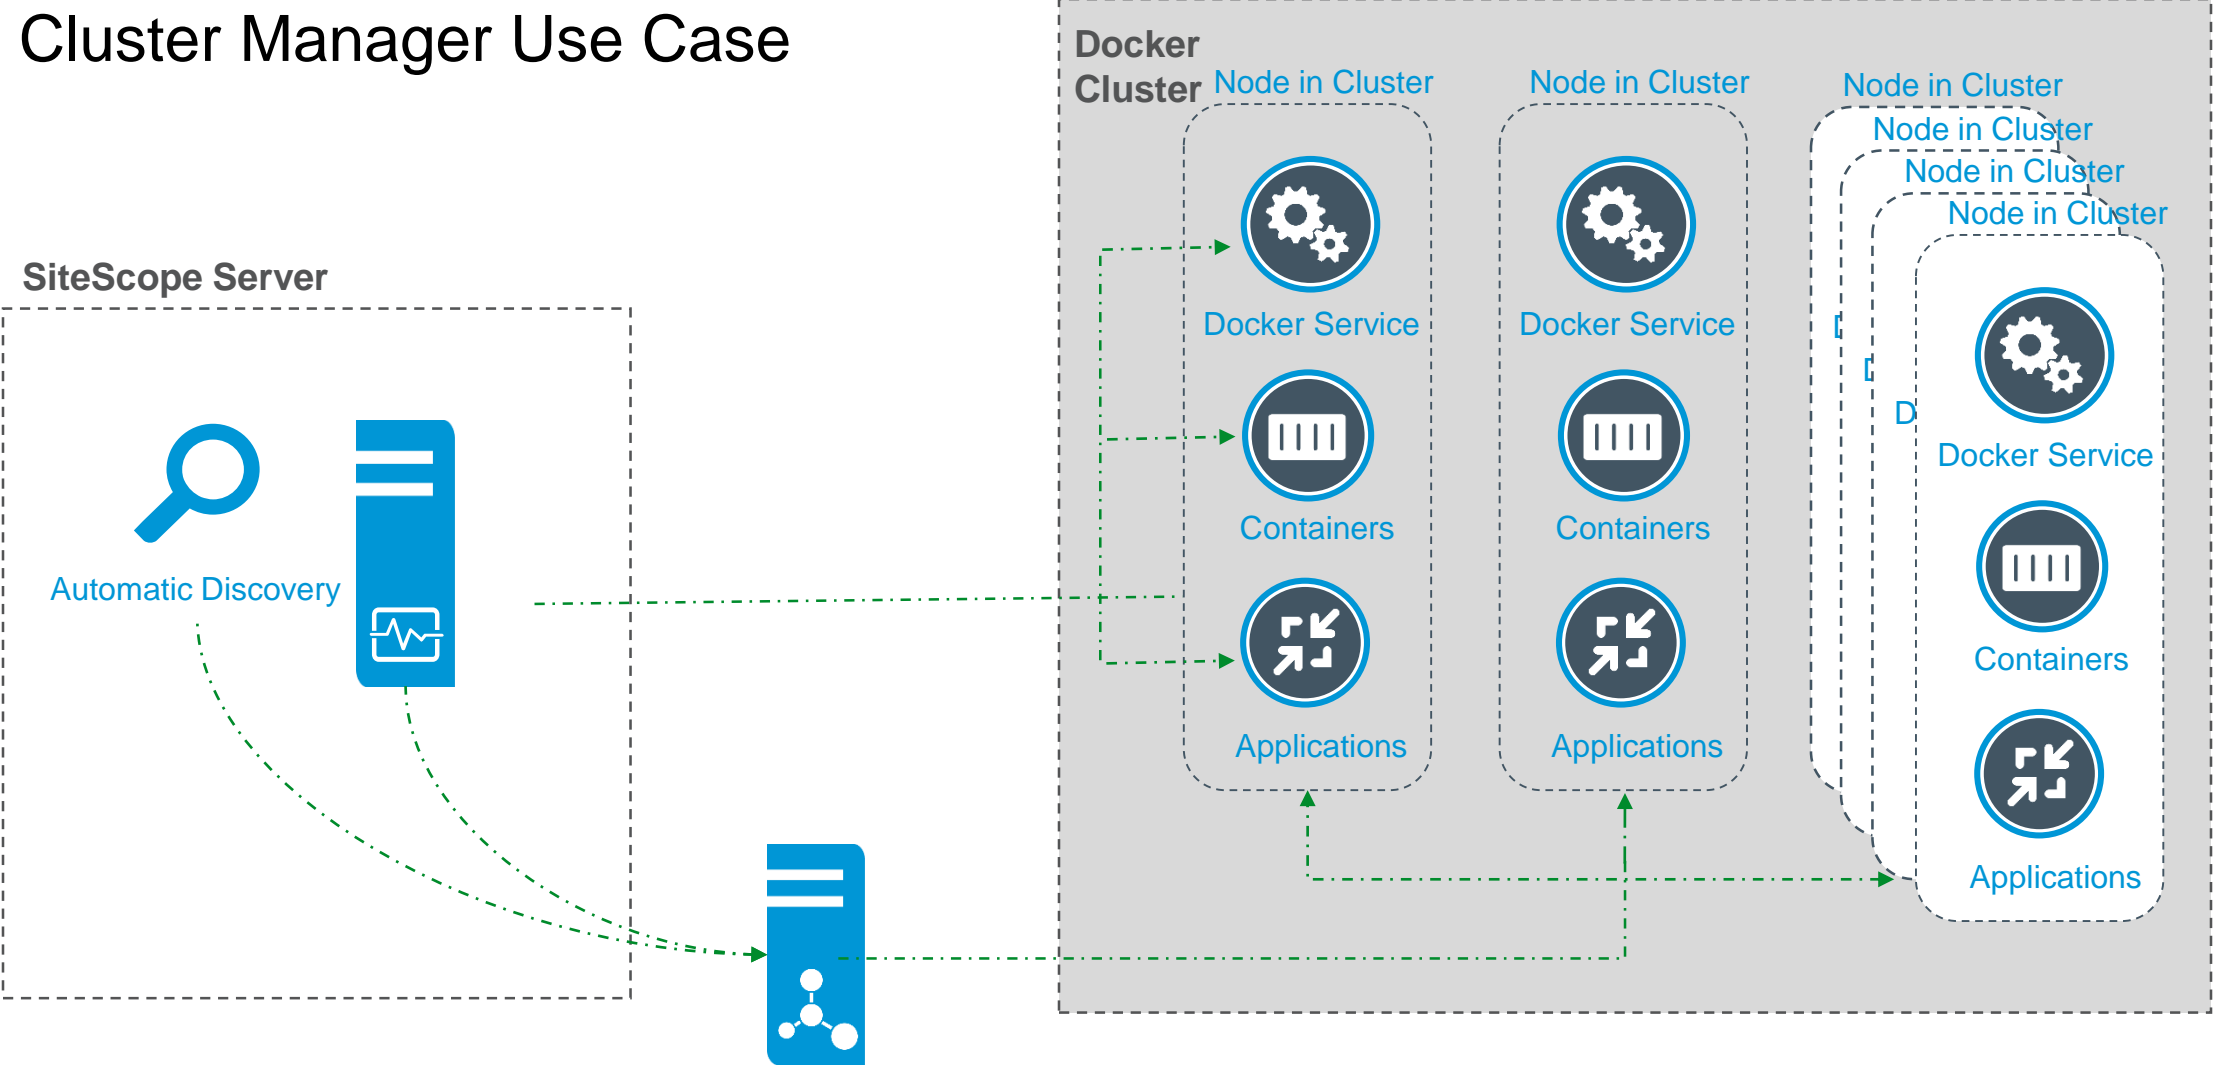 Cluster Manager Use Case
Docker
Cluster
Node in Cluster
Node in Cluster
Node in Cluster
Node in Cluster
Node in Cluster
Node in Cluster
SiteScope Server
Automatic Discovery
Docker Service
Containers
Applications
Docker Service
Containers
Applications
D
Docker Service
Containers
Applications